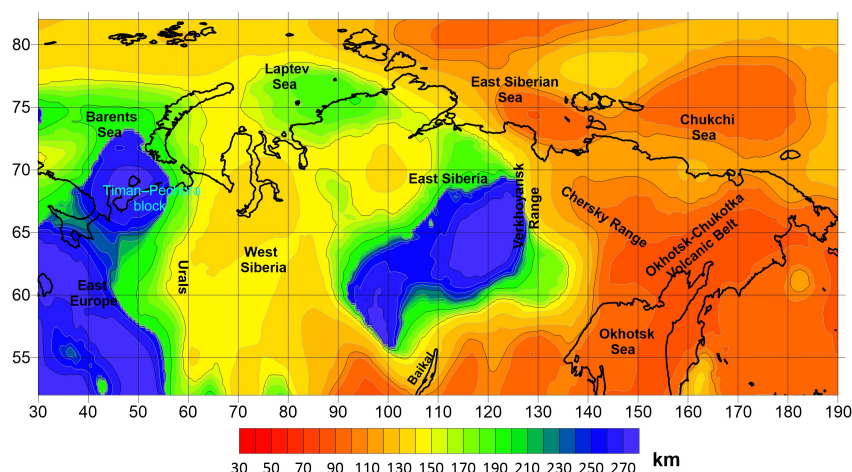 80
75
70
65
60
55
Laptev
Sea
East Siberian
Sea
Barents
Sea
Chukchi
Sea
East Siberia
Timan–Pechora
block
Verkhoyansk
Range
Chersky Range
Okhotsk-Chukotka
Volcanic Belt
West
Siberia
Urals
East
Europe
Okhotsk
Sea
Baikal
30 40 50 60 70 80 90 100 110 120 130 140 150 160 170 180 190
30 50 70 90 110 130 150 170 190 210 230 250 270
km